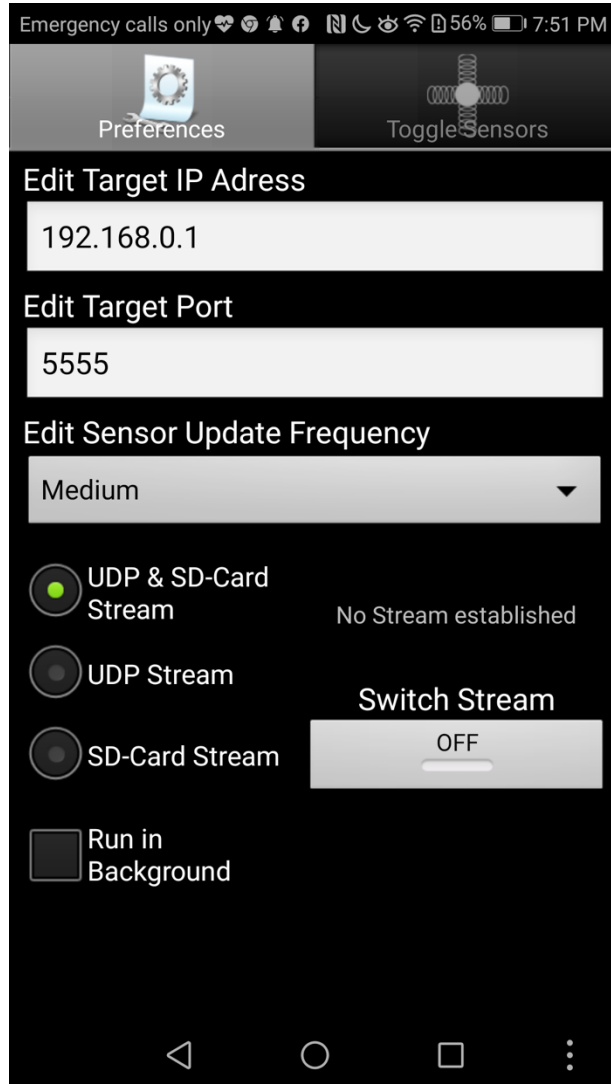 Emergency calls only 56% 7:51 PM
Preferences
Toggle Sensors
Edit Target IP Adress
192.168.0.1
Edit Target Port
5555
Edit Sensor Update Frequency
Medium
UDP & SD-Card
Stream
No Stream established
UDP Stream
Switch Stream
OFF
SD-Card Stream
Run in
Background